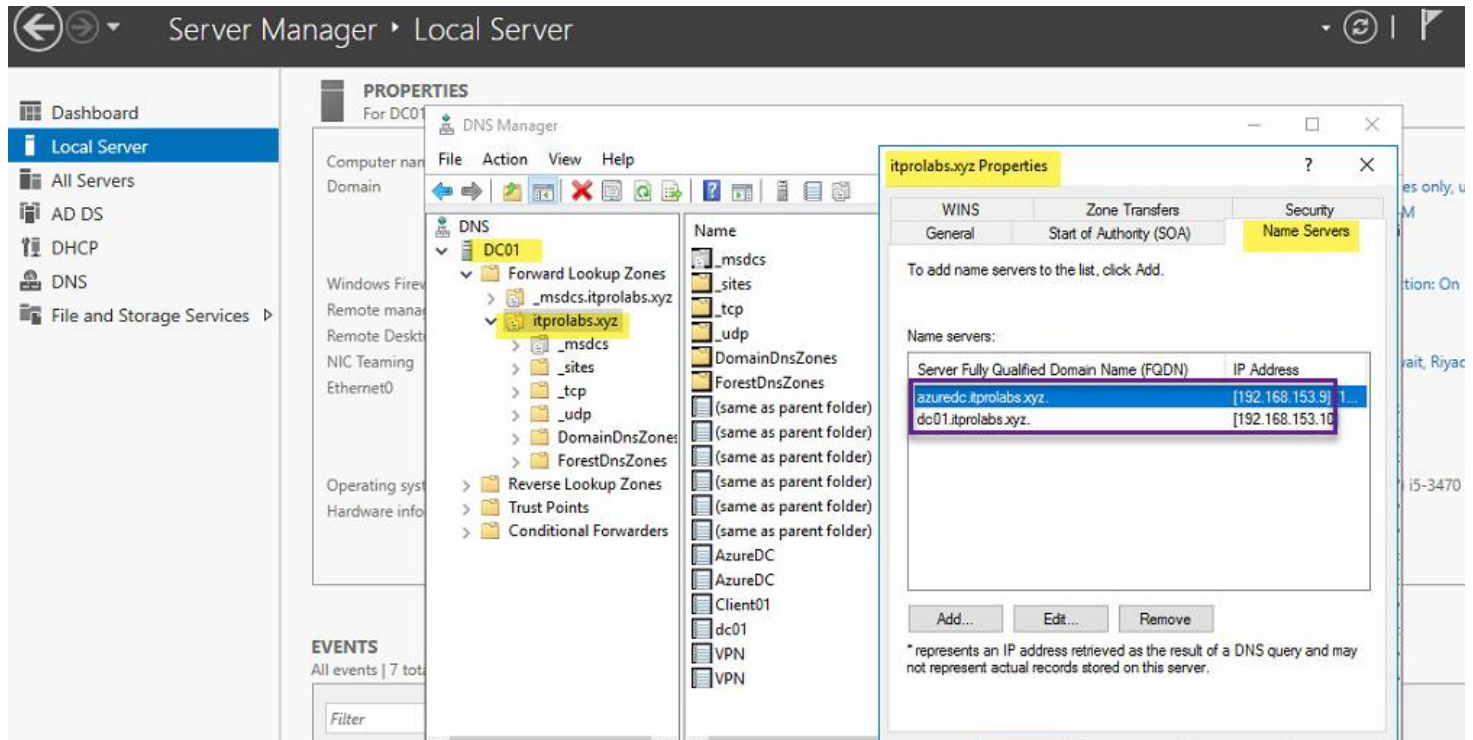 Server Manager • Local Server
Dashboard
Local Server
All Servers
AD DS
DHCP
DNS
File and Storage Services
PROPERTIES
For DC01
Computer nam
Domain
Windows Firew
Remote manag
Remote Deskt
NIC Teaming
Ethernet0
Operating syst
Hardware info
EVENTS
All events | 7 tota
Filter
DNS Manager
File Action View Help
DNS
DC01
Forward Lookup Zones
_msdcs.itprolabs.xyz
itprolabs.xyz
_msdcs
_sites
_tcp
_udp
DomainDnsZones
ForestDnsZones
Reverse Lookup Zones
Trust Points
Conditional Forwarders
Name
_msdcs
_sites
_tcp
_udp
DomainDnsZones
ForestDnsZones
(same as parent folder)
(same as parent folder)
(same as parent folder)
(same as parent folder)
(same as parent folder)
(same as parent folder)
AzureDC
AzureDC
Client01
dc01
VPN
VPN
itprolabs.xyz Properties
? 
WINS Zone Transfers Security
General Start of Authority (SOA) Name Servers
To add name servers to the list, click Add.
Name servers:
Server Fully Qualified Domain Name (FQDN) IP Address
azuredc.itprolabs.xyz. [192.168.153.9] [1...
dc01.itprolabs.xyz. [192.168.153.10]
Add... Edit... Remove
* represents an IP address retrieved as the result of a DNS query and may
not represent actual records stored on this server.
es only, u
M
tion: On
vait, Riyad
i5-3470